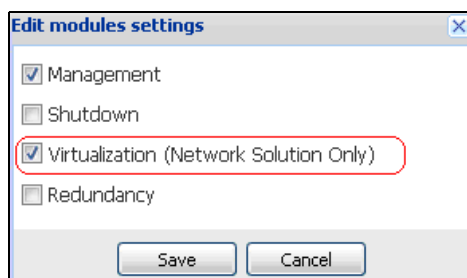 Edit modules settings
Management
Shutdown
Virtualization (Network Solution Only)
Redundancy
Save Cancel